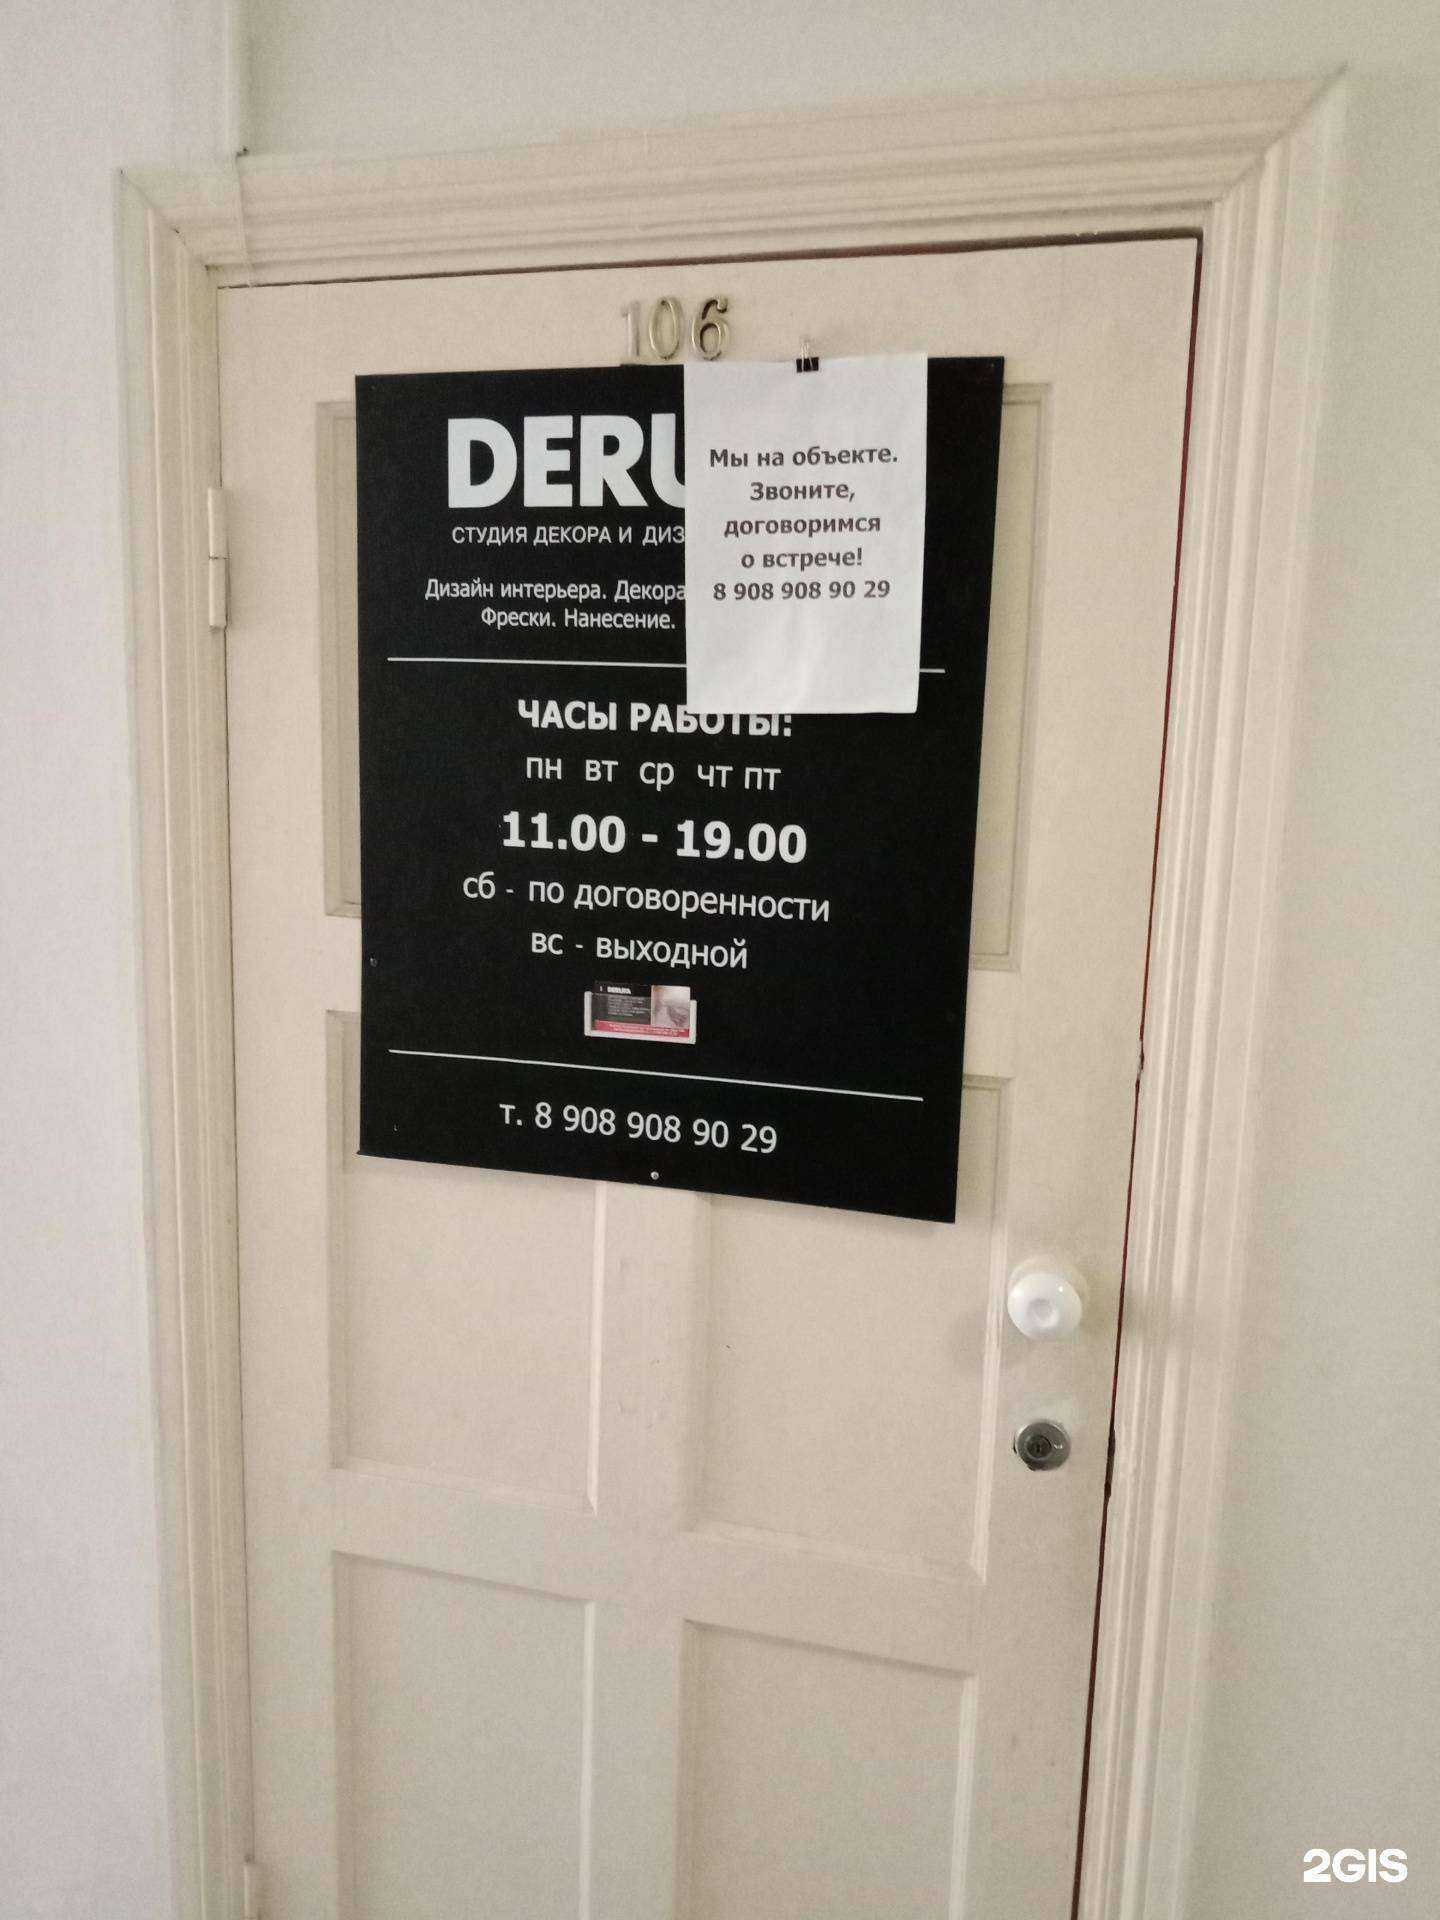 106
DERU
СТУДИЯ ДЕКОРА И ДИЗ
Дизайн интерьера. Декора
Фрески. Нанесение.
Мы на объекте.
Звоните,
договоримся
о встрече!
8 908 908 90 29
ЧАСЫ РАБОТЫ:
пн вт ср чт пт
11.00 - 19.00
сб - по договоренности
вс - выходной
DERUFA
т. 8 908 908 90 29
2GIS